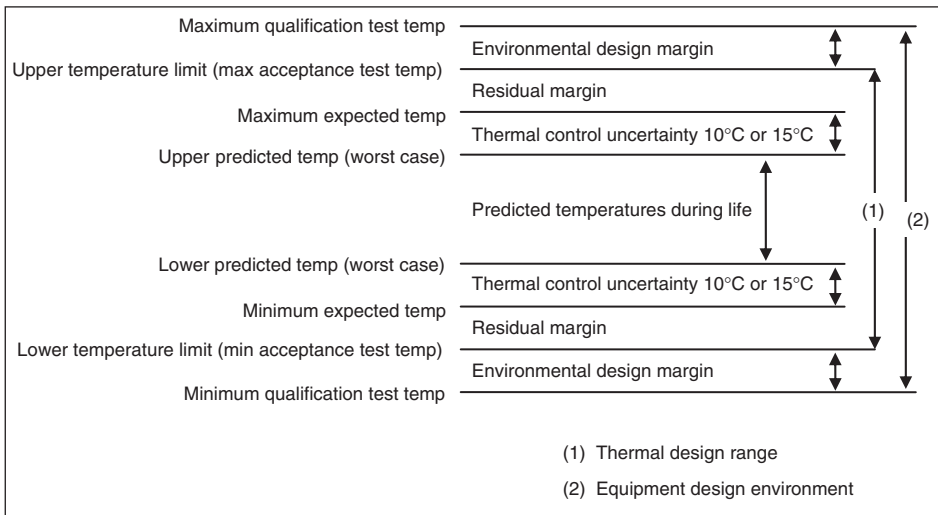 Maximum qualification test temp
Environmental design margin
Upper temperature limit (max acceptance test temp)
Residual margin
Maximum expected temp
Thermal control uncertainty 10°C or 15°C
Upper predicted temp (worst case)
Predicted temperatures during life
(1)
(2)
Lower predicted temp (worst case)
Thermal control uncertainty 10°C or 15°C
Minimum expected temp
Residual margin
Lower temperature limit (min acceptance test temp)
Environmental design margin
Minimum qualification test temp
(1) Thermal design range
(2) Equipment design environment